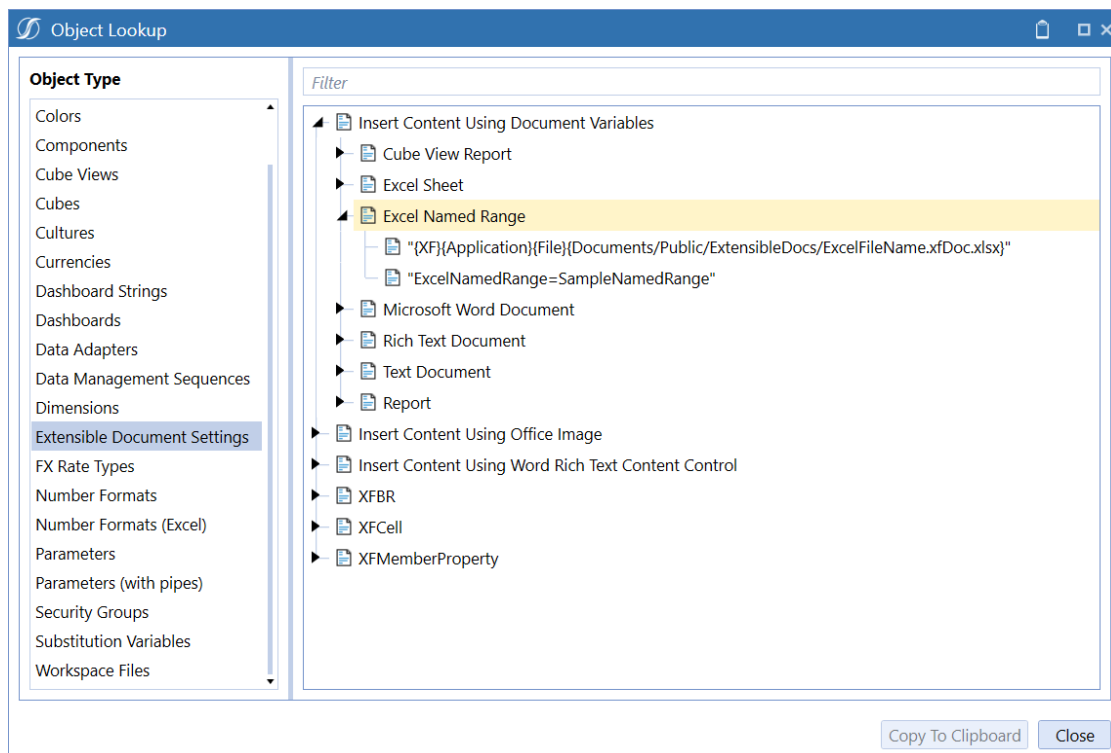 Object Lookup
Object Type
Colors
Components
Cube Views
Cubes
Cultures
Currencies
Dashboard Strings
Dashboards
Data Adapters
Data Management Sequences
Dimensions
Extensible Document Settings
FX Rate Types
Number Formats
Number Formats (Excel)
Parameters
Parameters (with pipes)
Security Groups
Substitution Variables
Workspace Files
Filter
Insert Content Using Document Variables
Cube View Report
Excel Sheet
Excel Named Range
"{XF}{Application}{File}{Documents/Public/ExtensibleDocs/ExcelFileName.xfDoc.xlsx}"
"ExcelNamedRange=SampleNamedRange"
Microsoft Word Document
Rich Text Document
Text Document
Report
Insert Content Using Office Image
Insert Content Using Word Rich Text Content Control
XFBR
XFCell
XFMemberProperty
Copy To Clipboard
Close